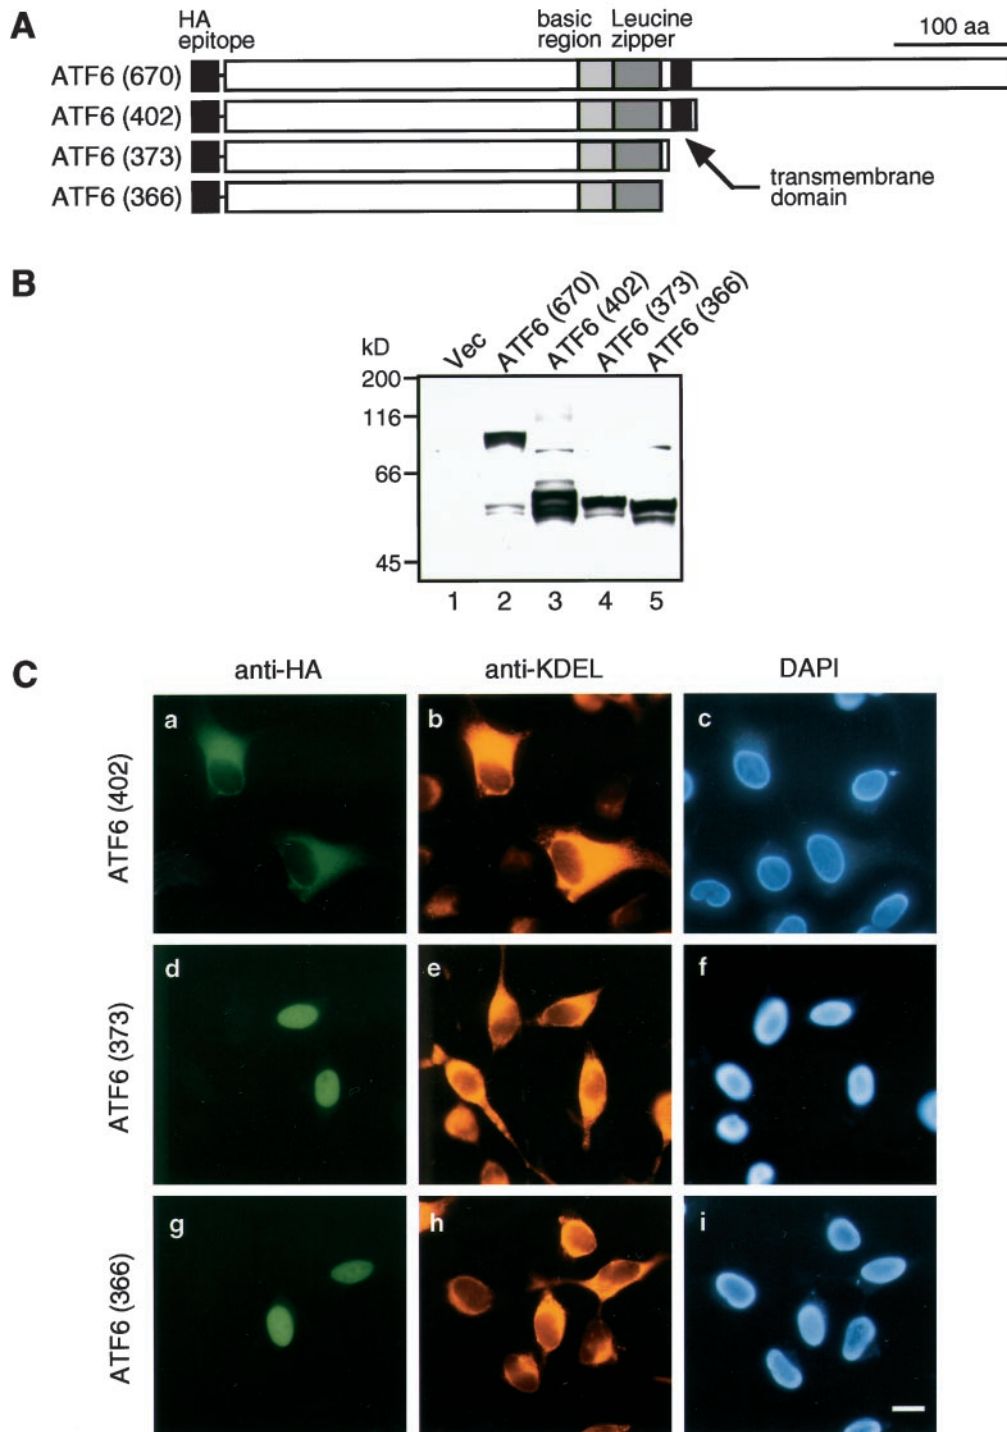 A
HA
epitope
basic
region
Leucine
zipper
100 aa
ATF6 (670)
ATF6 (402)
ATF6 (373)
ATF6 (366)
transmembrane
domain
B
kD
Vec
ATF6 (670)
ATF6 (402)
ATF6 (373)
ATF6 (366)
200
116
66
45
1 2 3 4 5
C
anti-HA anti-KDEL DAPI
ATF6 (402)
a b c
ATF6 (373)
d e f
ATF6 (366)
g h i